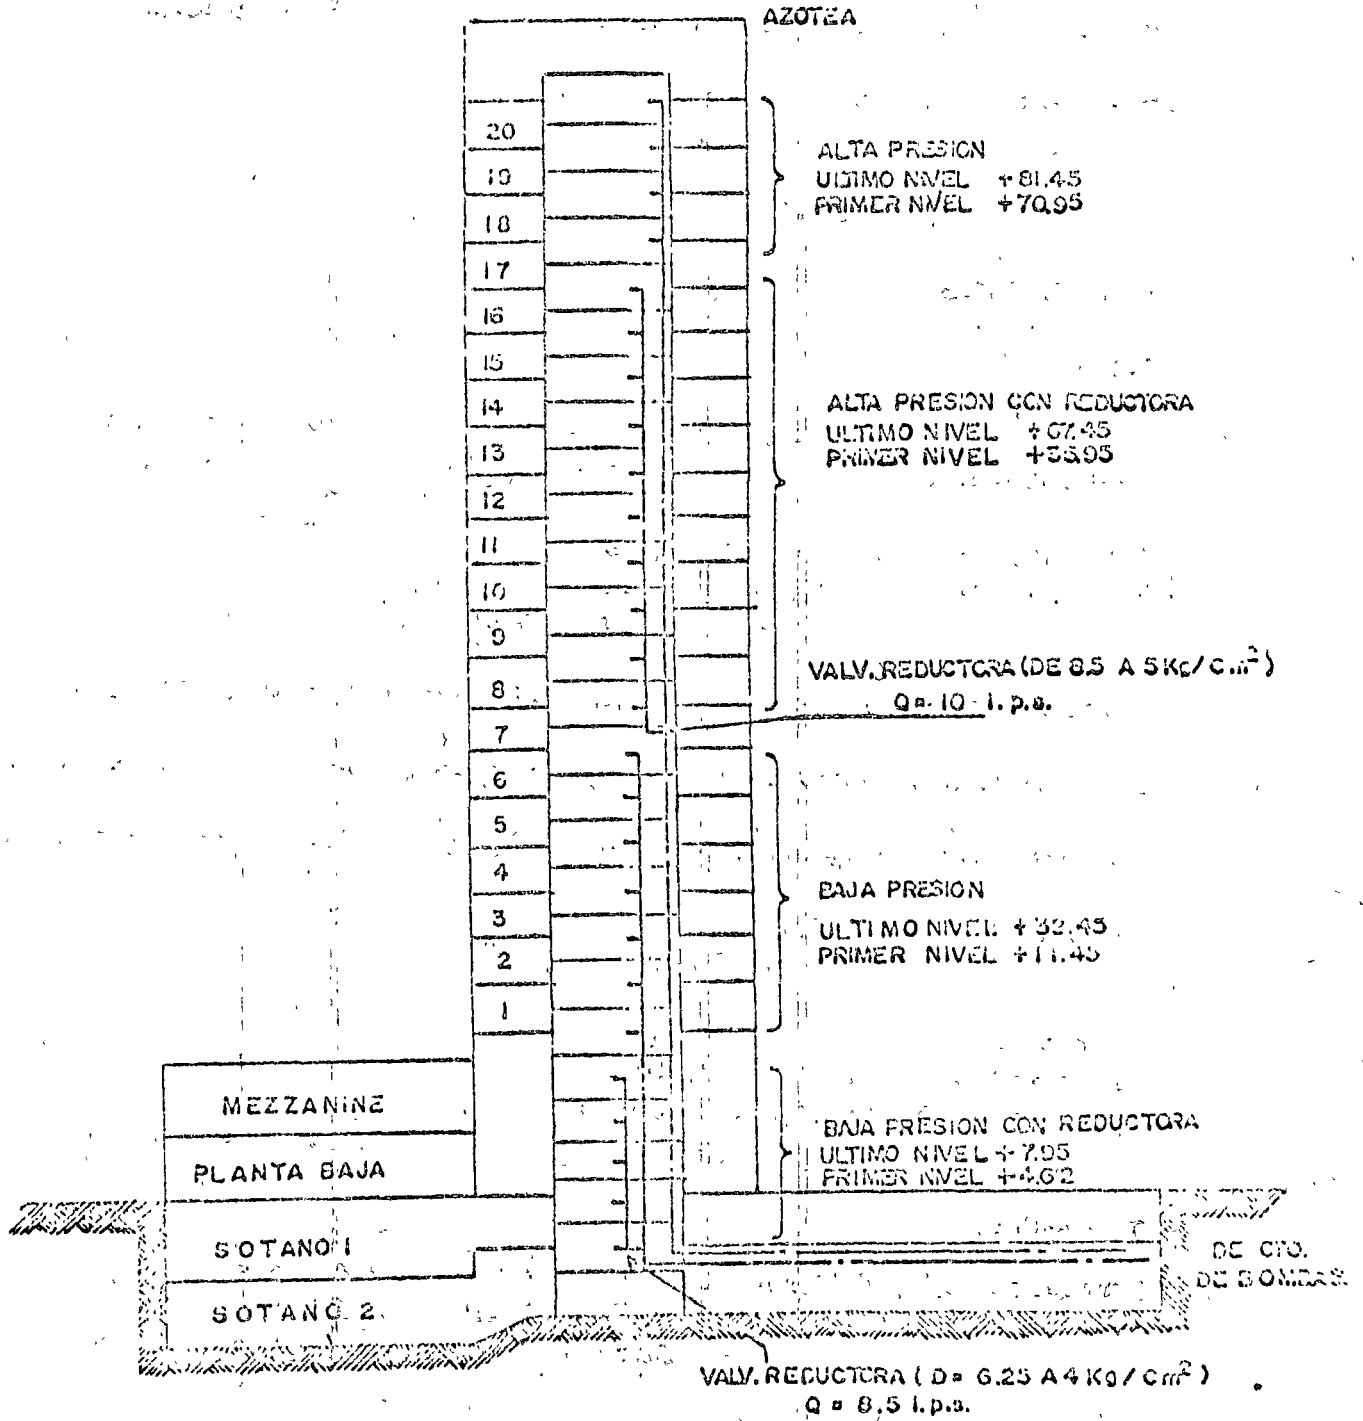 AZOTEA
20
19
18
17
16
15
14
13
12
11
10
9
8
7
6
5
4
3
2
1
ALTA PRESION
ULTIMO NIVEL +81.45
PRIMER NIVEL +70.95
ALTA PRESION CON REDUCTORA
ULTIMO NIVEL +67.45
PRIMER NIVEL
VALV. REDUCTORA (DE 8.5 A 5 Kg/Cm²)
Q = 10 l.p.s.
BAJA PRESION
ULTIMO NIVEL +32.45
PRIMER NIVEL +11.45
MEZZANINE
PLANTA BAJA
SOTANO 1
SOTANO 2
BAJA PRESION CON REDUCTORA
ULTIMO NIVEL + 7.95
PRIMER NIVEL
DE CTO.
DE BOMBAS
VALV. REDUCTORA ( D= 6.25 A 4 Kg / Cm² )
Q = 8.5 l.p.s.